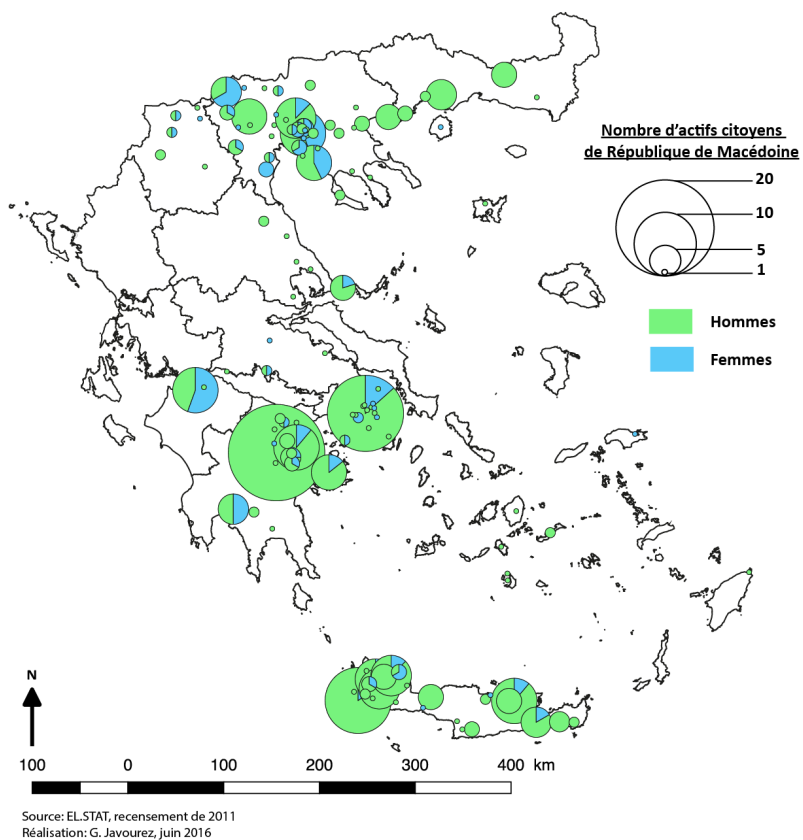 Nombre d'actifs citoyens
de République de Macédoine
20
10
5
1
Hommes
Femmes
N
100 0 100 200 300 400 km
Source: EL.STAT, recensement de 2011
Réalisation: G. Javourez, juin 2016